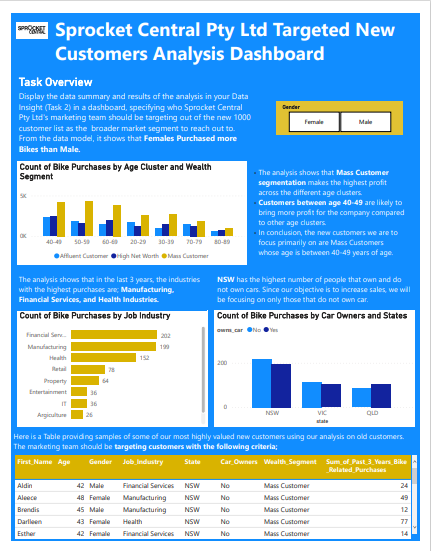 SPROCKET
CENTRAL
Sprocket Central Pty Ltd Targeted New
Customers Analysis Dashboard
Task Overview
Display the data summary and results of the analysis in your Data
Insight (Task 2) in a dashboard, specifying who Sprocket Central
Pty Ltd's marketing team should be targeting out of the new 1000
customer list as the broader market segment to reach out to.
From the data model, it shows that Females Purchased more
Bikes than Male.
Gender
Female Male
Count of Bike Purchases by Age Cluster and Wealth
Segment
5K
0K
40-49 50-59 60-69 20-29 30-39 70-79 80-89
Affluent Customer High Net Worth Mass Customer
The analysis shows that Mass Customer
segmentation makes the highest profit
across the different age clusters.
Customers between age 40-49 are likely to
bring more profit for the company compared
to other age clusters.
In conclusion, the new customers we are to
focus primarily on are Mass Customers
whose age is between 40-49 years of age.
The analysis shows that in the last 3 years, the industries
with the highest purchases are; Manufacturing,
Financial Services, and Health Industries.
NSW has the highest number of people that own and do
not own cars. Since our objective is to increase sales, we will
be focusing on only those that do not own car.
Count of Bike Purchases by Job Industry
Financial Serv... 202
Manufacturing 199
Health 152
Retail 78
Property 64
Entertainment 36
IT 36
Argiculture 26
Count of Bike Purchases by Car Owners and States
owns_car No Yes
200
0
NSW VIC QLD
state
Here is a Table providing samples of some of our most highly valued new customers using our analysis on old customers.
The marketing team should be targeting customers with the following criteria;
First_Name Age Gender Job_Industry State Car_Owners Wealth_Segment Sum_of_Past_3_Years_Bike
_Related_Purchases
Aldin 42 Male Financial Services NSW No Mass Customer 24
Aleece 48 Female Manufacturing NSW No Mass Customer 49
Brendis 45 Male Manufacturing NSW No Mass Customer 12
Darleen 43 Female Health NSW No Mass Customer 77
Esther 42 Female Financial Services NSW No Mass Customer 14